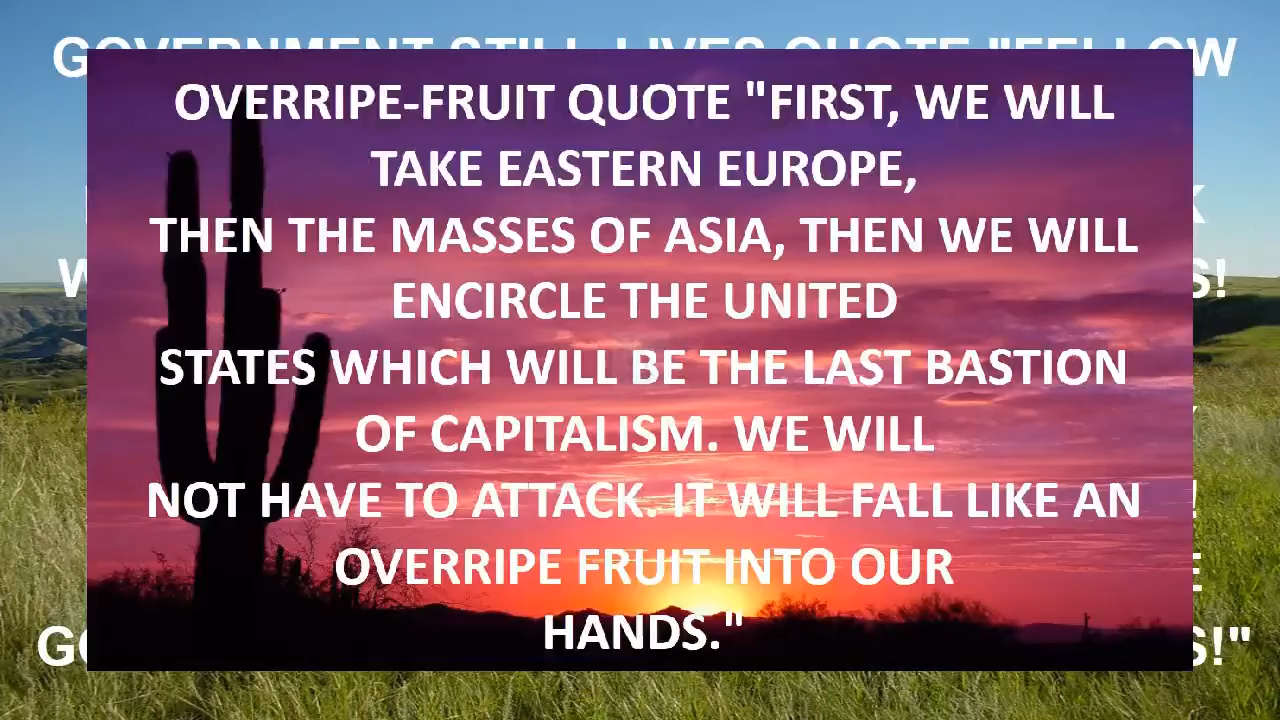 GOVERNMENT STILL LIVES QUOTE "FELLOW
OVERRIPE-FRUIT QUOTE "FIRST, WE WILL
TAKE EASTERN EUROPE,
THEN THE MASSES OF ASIA, THEN WE WILL
ENCIRCLE THE UNITED
STATES WHICH WILL BE THE LAST BASTION
OF CAPITALISM. WE WILL
NOT HAVE TO ATTACK. IT WILL FALL LIKE AN
OVERRIPE FRUIT INTO OUR
HANDS."